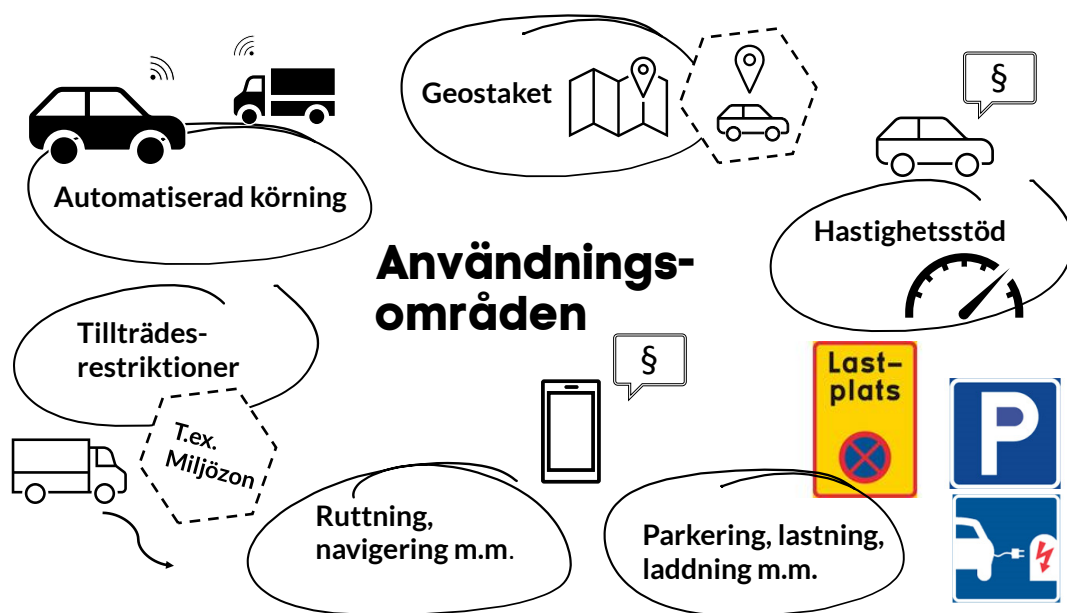 Geostaket
§
Automatiserad körning
Hastighetsstöd
Användnings-
områden
Tillträdes-
restriktioner
T.ex.
Miljözon
§
Last-
plats
P
Ruttning,
navigering m.m.
Parkering, lastning,
laddning m.m.